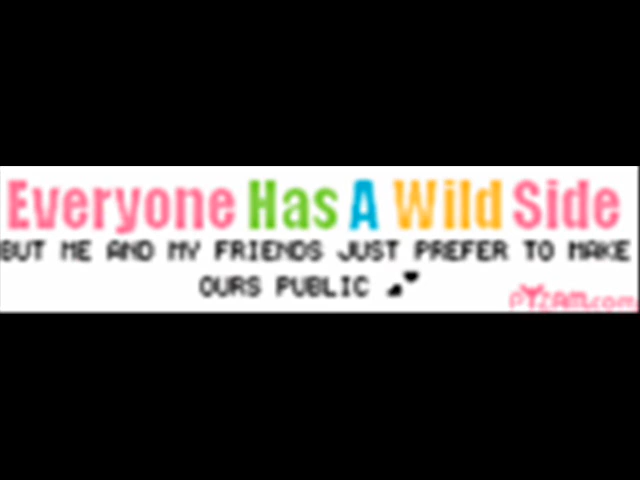 Everyone Has A Wild Side
BUT ME AND MY FRIENDS JUST PREFER TO MAKE
OURS PUBLIC
PYZAM.com